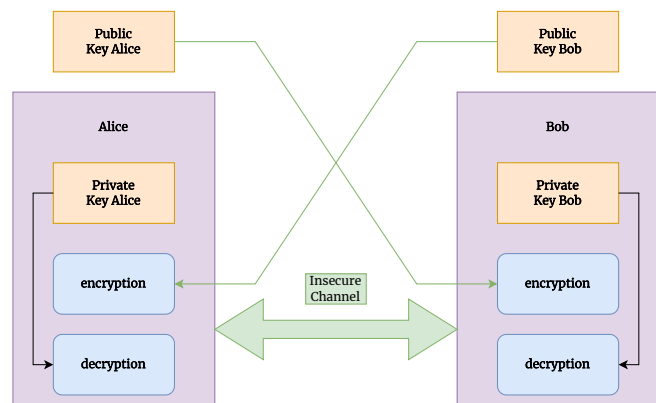 Public
Key Alice
Public
Key Bob
Alice
Bob
Private
Key Alice
Private
Key Bob
encryption
Insecure
Channel
encryption
decryption
decryption